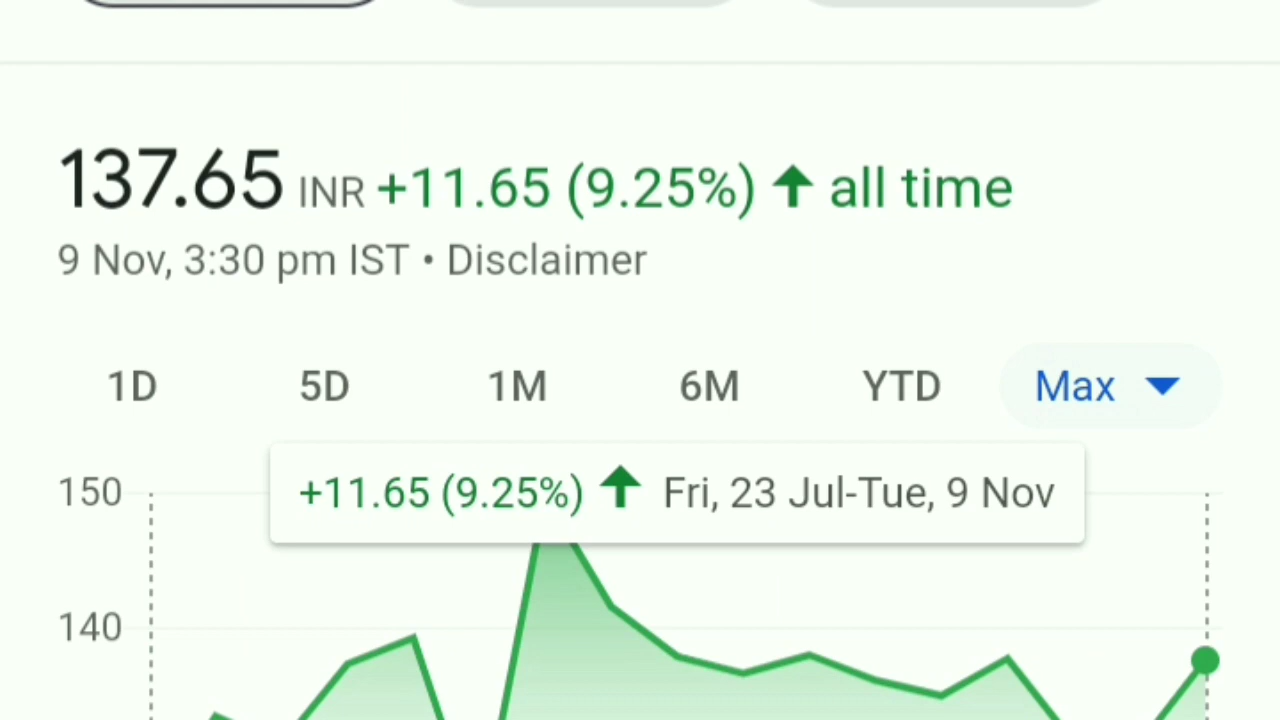 137.65 INR +11.65 (9.25%) ↑ all time
9 Nov, 3:30 pm IST • Disclaimer
1D 5D 1M 6M YTD Max
150
+11.65 (9.25%) ↑ Fri, 23 Jul-Tue, 9 Nov
140